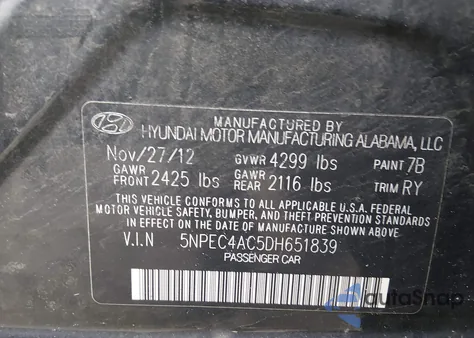 MANUFACTURED BY
HYUNDAI MOTOR MANUFACTURING ALABAMA, LLC
Nov/27/12 GVWR 4299 lbs PAINT 7B
GAWR FRONT 2425 lbs GAWR REAR 2116 lbs TRIM RY
THIS VEHICLE CONFORMS TO ALL APPLICABLE U.S.A. FEDERAL
MOTOR VEHICLE SAFETY, BUMPER, AND THEFT PREVENTION STANDARDS
IN EFFECT ON THE DATE OF MANUFACTURE SHOWN ABOVE.
V.I.N 5NPEC4AC5DH651839
PASSENGER CAR
autoSnap